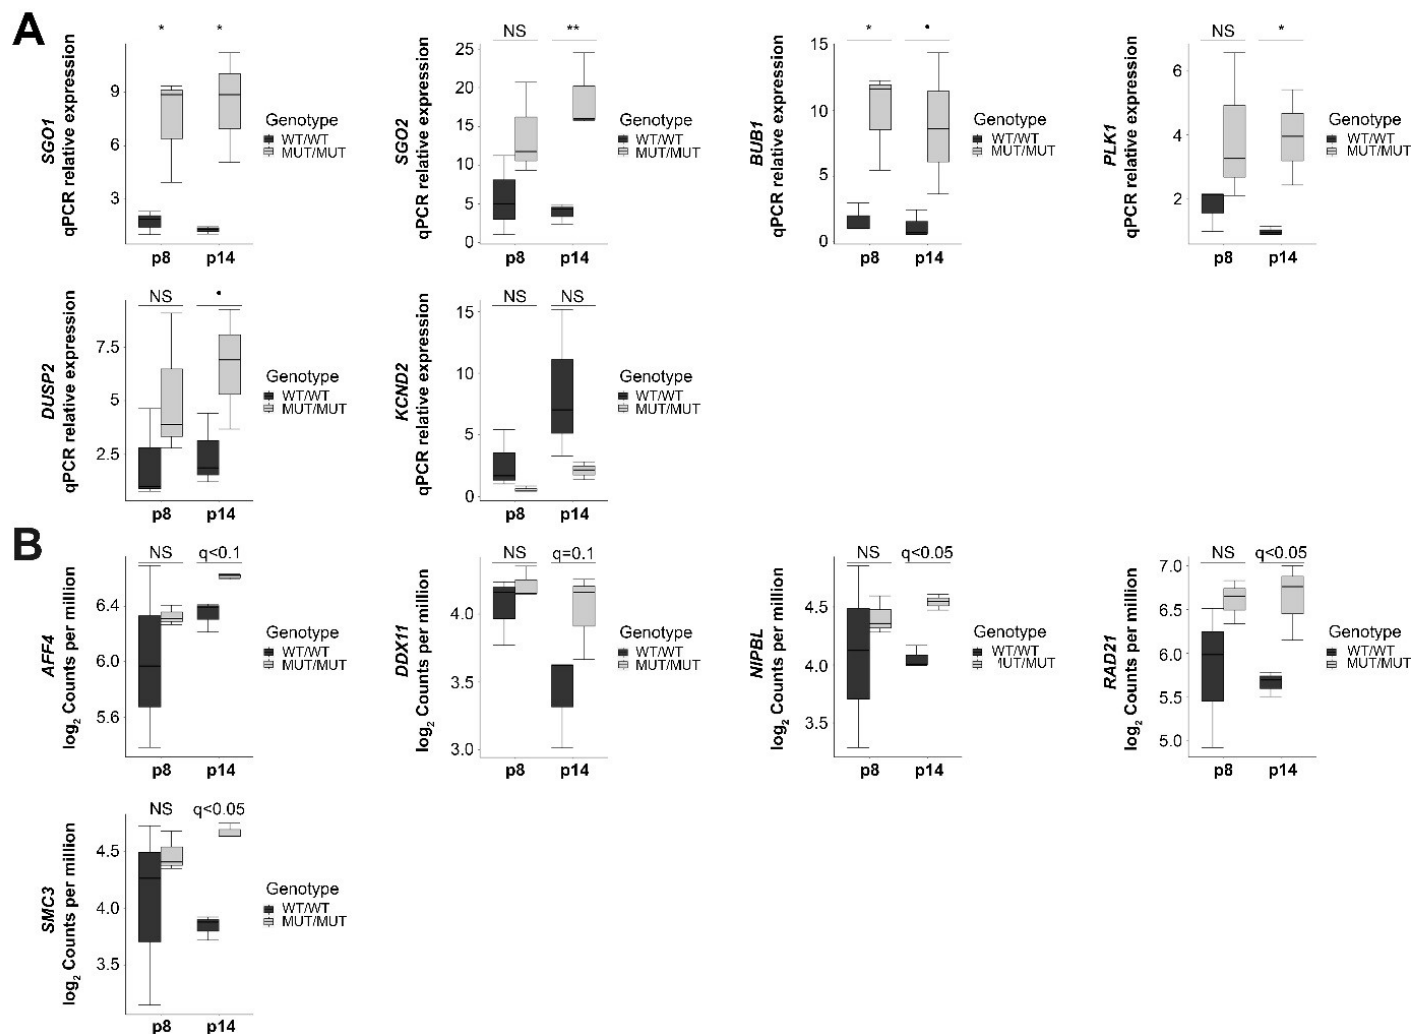 A
SGO1
qPCR relative expression
9
6
3
* *
p8 p14
Genotype
WT/WT
MUT/MUT
SGO2
qPCR relative expression
25
20
15
10
5
0
NS **
p8 p14
Genotype
WT/WT
MUT/MUT
BUB1
qPCR relative expression
15
10
5
0
* •
p8 p14
Genotype
WT/WT
MUT/MUT
PLK1
qPCR relative expression
6
4
2
NS *
p8 p14
Genotype
WT/WT
MUT/MUT
DUSP2
qPCR relative expression
7.5
5
2.5
NS •
p8 p14
Genotype
WT/WT
MUT/MUT
KCND2
qPCR relative expression
15
10
5
0
NS NS
p8 p14
Genotype
WT/WT
MUT/MUT
B
AFF4
log2 Counts per million
6.4
6.0
5.6
NS q<0.1
p8 p14
Genotype
WT/WT
MUT/MUT
DDX11
log2 Counts per million
4.0
3.5
3.0
NS q=0.1
p8 p14
Genotype
WT/WT
MUT/MUT
NIPBL
log2 Counts per million
4.5
4.0
3.5
NS q<0.05
p8 p14
Genotype
WT/WT
MUT/MUT
RAD21
log2 Counts per million
7.0
6.5
6.0
5.5
5.0
NS q<0.05
p8 p14
Genotype
WT/WT
MUT/MUT
SMC3
log2 Counts per million
4.5
4.0
3.5
NS q<0.05
p8 p14
Genotype
WT/WT
MUT/MUT